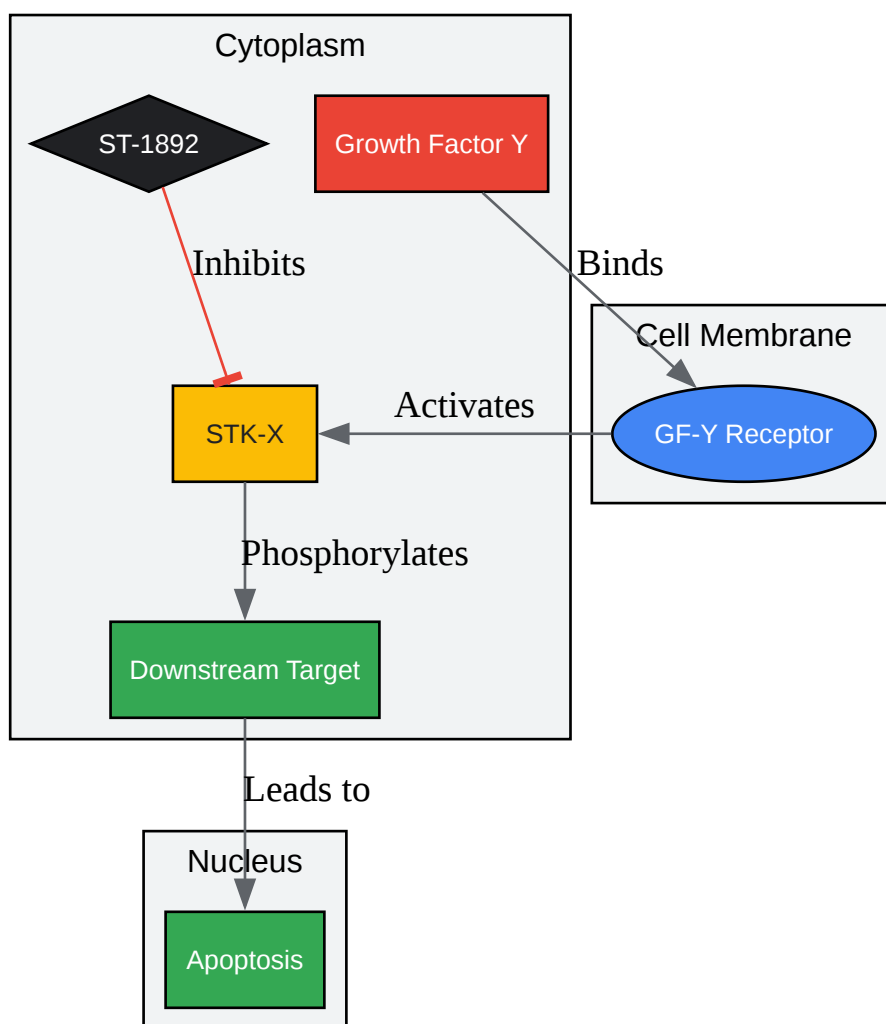 Cytoplasm
ST-1892
Growth Factor Y
Inhibits
Binds
Cell Membrane
Activates
STK-X
GF-Y Receptor
Phosphorylates
Downstream Target
Leads to
Nucleus
Apoptosis